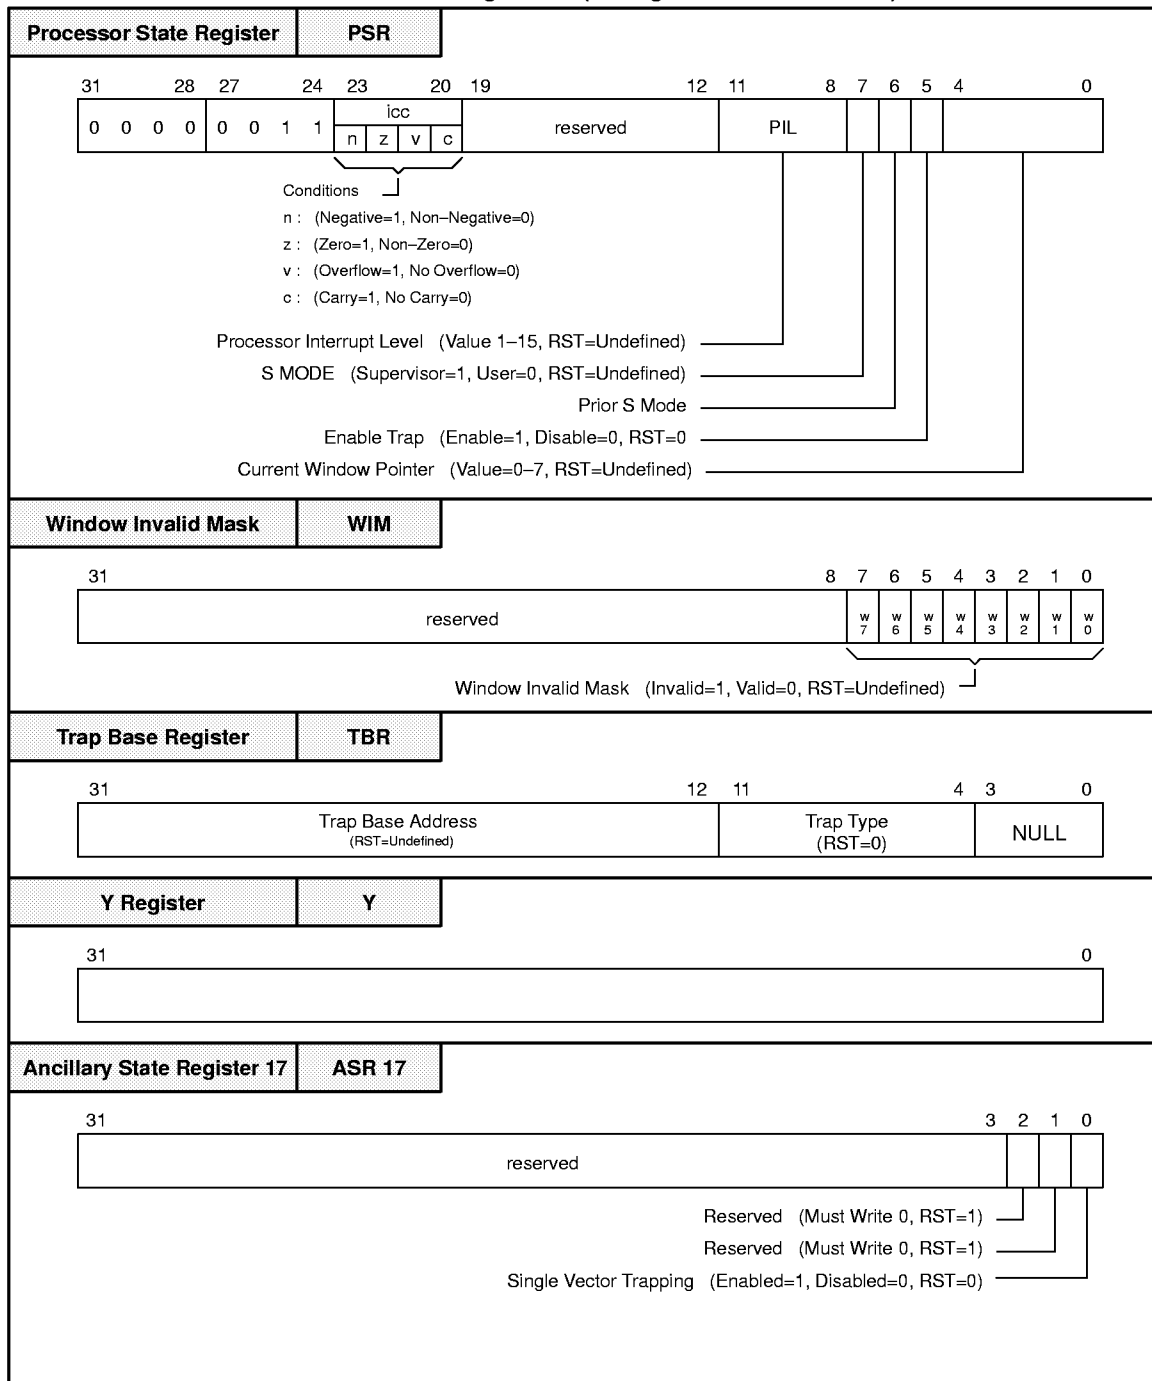 Processor State Register PSR
31 28 27 24 23 20 19 12 11 8 7 6 5 4 0
icc
0 0 0 0 0 0 1 1 reserved PIL
n z v c
Conditions
n : (Negative=1, Non–Negative=0)
z : (Zero=1, Non–Zero=0)
v : (Overflow=1, No Overflow=0)
c : (Carry=1, No Carry=0)
Processor Interrupt Level (Value 1–15, RST=Undefined)
S MODE (Supervisor=1, User=0, RST=Undefined)
Prior S Mode
Enable Trap (Enable=1, Disable=0, RST=0
Current Window Pointer (Value=0–7, RST=Undefined)
Window Invalid Mask WIM
31 8 7 6 5 4 3 2 1 0
reserved w7 w6 w5 w4 w3 w2 w1 w0
Window Invalid Mask (Invalid=1, Valid=0, RST=Undefined)
Trap Base Register TBR
31 12 11 4 3 0
Trap Base Address Trap Type NULL
(RST=Undefined) (RST=0)
Y Register Y
31 0
Ancillary State Register 17 ASR 17
31 3 2 1 0
reserved
Reserved (Must Write 0, RST=1)
Reserved (Must Write 0, RST=1)
Single Vector Trapping (Enabled=1, Disabled=0, RST=0)